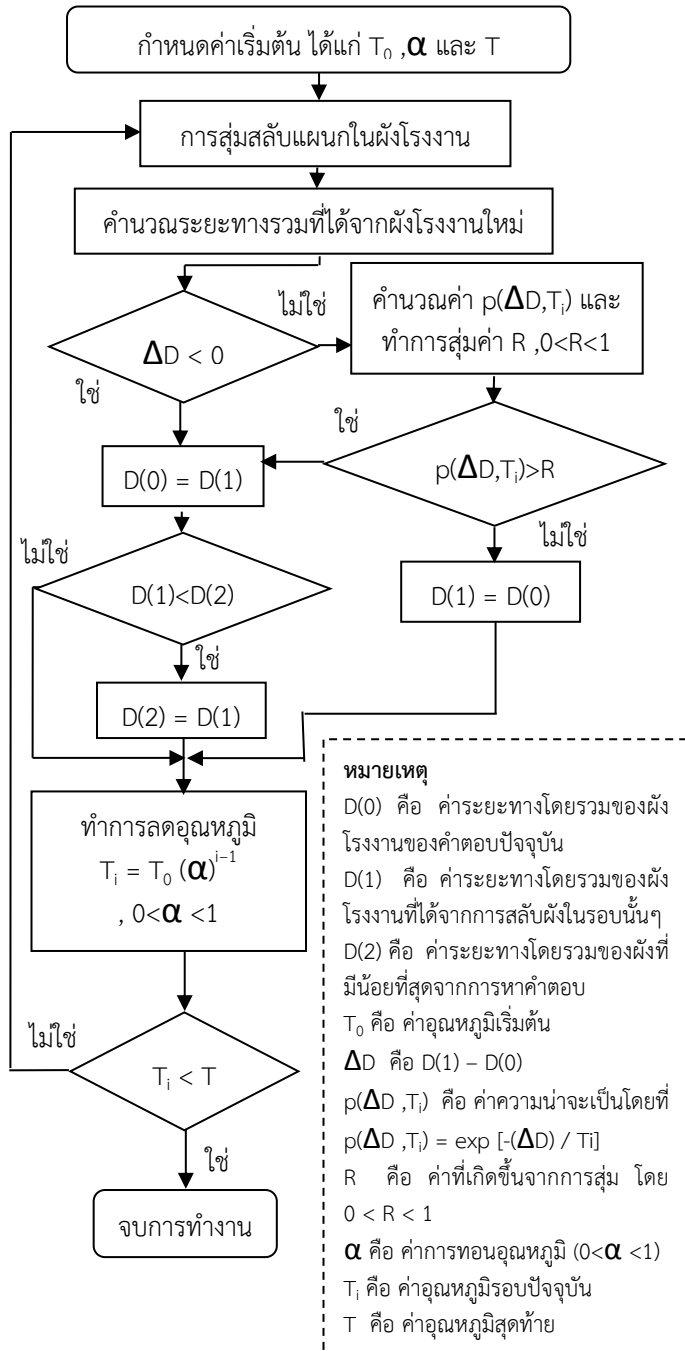 กำหนดค่าเริ่มต้น ได้แก่ T₀ ,α และ T
การสุ่มสลับแผนกในผังโรงงาน
คำนวณระยะทางรวมที่ได้จากผังโรงงานใหม่
ΔD < 0
ไม่ใช่
ใช่
คำนวณค่า p(ΔD,Tᵢ) และ
ทำการสุ่มค่า R ,0<R<1
p(ΔD,Tᵢ)>R
ใช่
ไม่ใช่
D(0) = D(1)
D(1) = D(0)
D(1)<D(2)
ไม่ใช่
ใช่
D(2) = D(1)
ทำการลดอุณหภูมิ
Tᵢ = T₀ (α)ⁱ⁻¹
, 0<α <1
Tᵢ < T
ไม่ใช่
ใช่
จบการทำงาน
หมายเหตุ
D(0) คือ ค่าระยะทางโดยรวมของผัง
โรงงานของคำตอบปัจจุบัน
D(1) คือ ค่าระยะทางโดยรวมของผัง
โรงงานที่ได้จากการสลับผังในรอบนั้นๆ
D(2) คือ ค่าระยะทางโดยรวมของผังที่
มีน้อยที่สุดจากการหาคำตอบ
T₀ คือ ค่าอุณหภูมิเริ่มต้น
ΔD คือ D(1) – D(0)
p(ΔD ,Tᵢ) คือ ค่าความน่าจะเป็นโดยที่
p(ΔD ,Tᵢ) = exp [-(ΔD) / Ti]
R คือ ค่าที่เกิดขึ้นจากการสุ่ม โดย
0 < R < 1
α คือ ค่าการทอนอุณหภูมิ (0<α <1)
Tᵢ คือ ค่าอุณหภูมิรอบปัจจุบัน
T คือ ค่าอุณหภูมิสุดท้าย